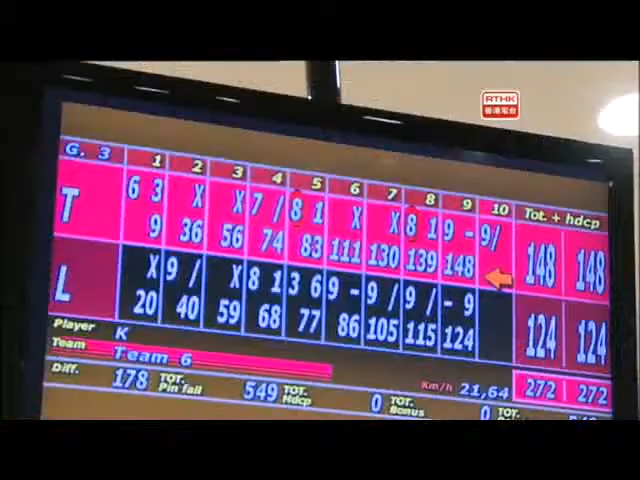 RTHK
香港電台
G. 3 1 2 3 4 5 6 7 8 9 10 Tot. + hdcp
T 6 3 X X 7 / 8 1 X X 8 1 9 - 9/
9 36 56 74 83 111 130 139 148 148 148
L X 9 / X 8 1 3 6 9 - 9 / 9 / - 9
20 40 59 68 77 86 105 115 124 124 124
Player K
Team Team 6
Km/h 21,64 272 272
Diff. 178 TOT. Pin fall 549 TOT. Hdcp 0 TOT. Bonus 0 TOT.